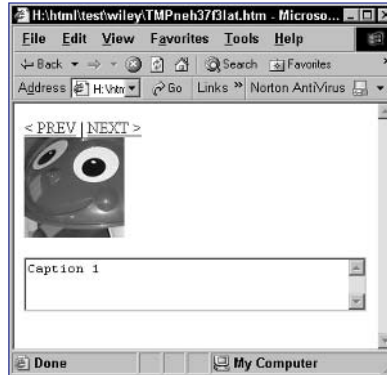 H:\html\test\wiley\TMPneh37f3lat.htm - Microso...
File Edit View Favorites Tools Help
Back Search Favorites
Address Go Links » Norton AntiVirus
< PREV | NEXT >
Caption 1
Done My Computer